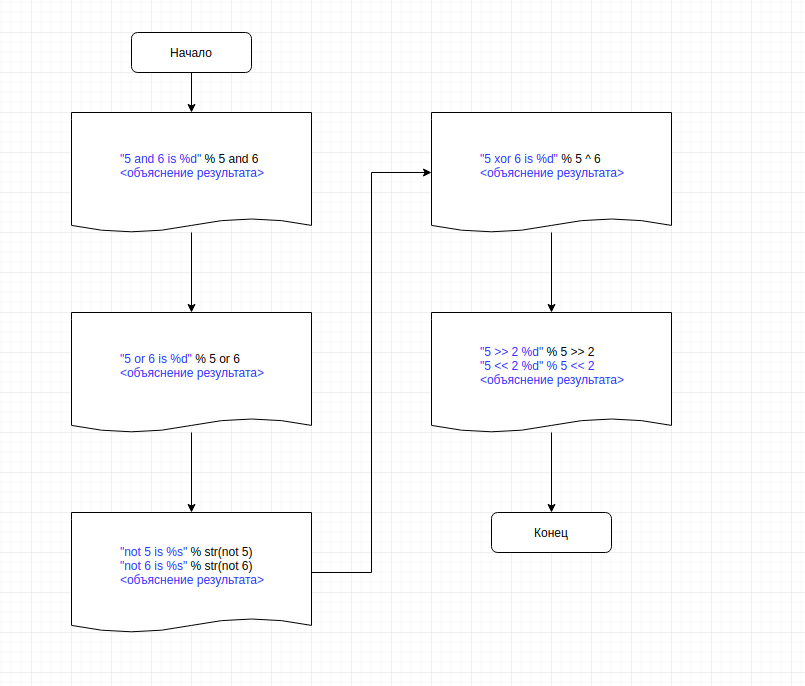 Начало
"5 and 6 is %d" % 5 and 6
<объяснение результата>
"5 or 6 is %d" % 5 or 6
<объяснение результата>
"not 5 is %s" % str(not 5)
"not 6 is %s" % str(not 6)
<объяснение результата>
"5 xor 6 is %d" % 5 ^ 6
<объяснение результата>
"5 >> 2 %d" % 5 >> 2
"5 << 2 %d" % 5 << 2
<объяснение результата>
Конец